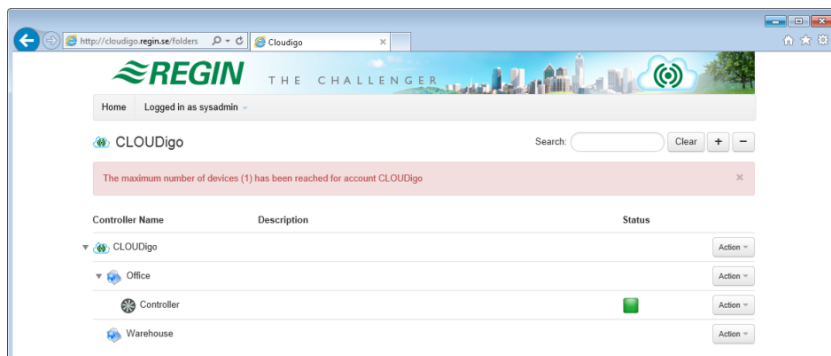 http://cloudigo.regin.se/folders
Cloudigo
REGIN THE CHALLENGER
Home Logged in as sysadmin
CLOUDigo Search: Clear + −
The maximum number of devices (1) has been reached for account CLOUDigo ×
Controller Name Description Status
CLOUDigo Action
Office Action
Controller Action
Warehouse Action